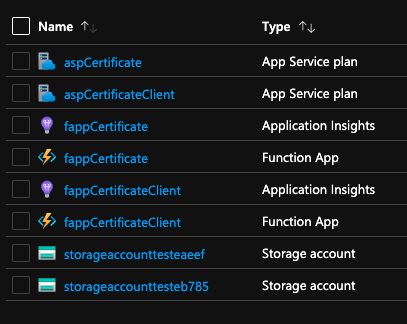 Name ↑↓ Type ↑↓
aspCertificate App Service plan
aspCertificateClient App Service plan
fappCertificate Application Insights
fappCertificate Function App
fappCertificateClient Application Insights
fappCertificateClient Function App
storageaccounttesteaeef Storage account
storageaccounttesteb785 Storage account